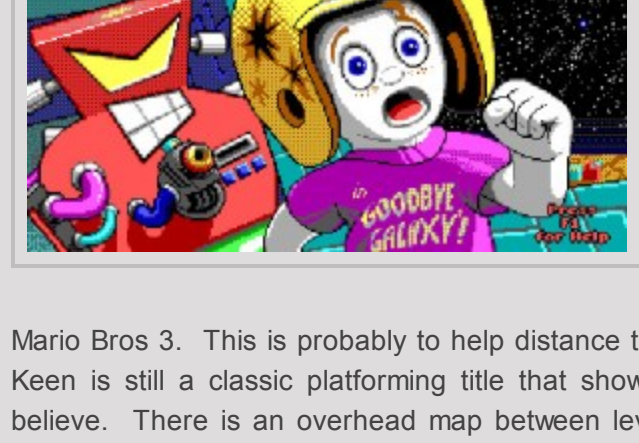 in
GOODBYE
GALAXY!
Press
F1
for Help
Mario Bros 3. This is probably to help distance t
Keen is still a classic platforming title that show
believe. There is an overhead map between lev